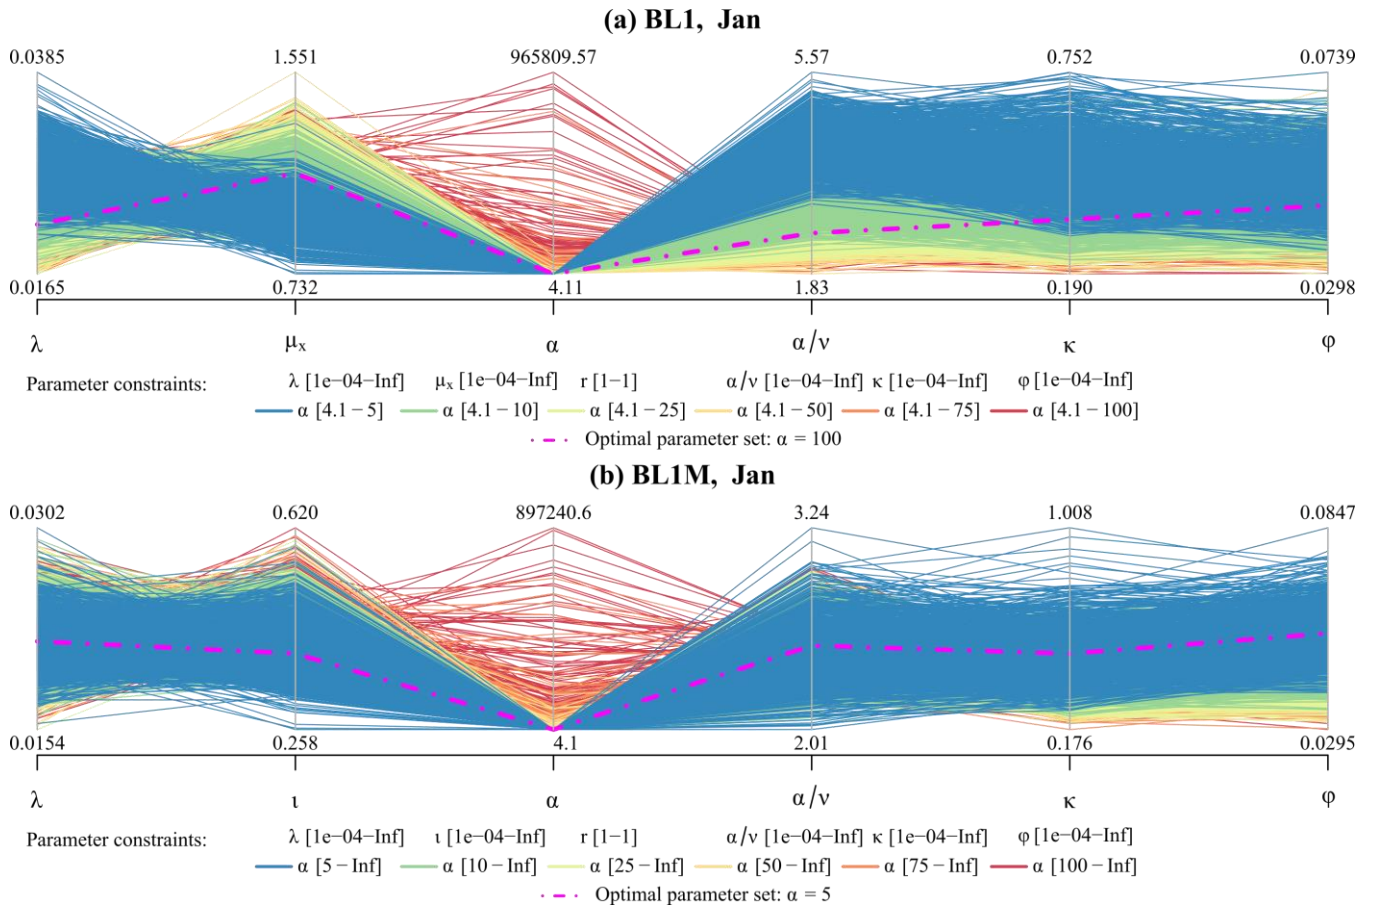 (a) BL1, Jan
0.0385 1.551 965809.57 5.57 0.752 0.0739
0.0165 0.732 4.11 1.83 0.190 0.0298
λ μₓ α α/ν κ φ
Parameter constraints: λ [1e−04−Inf] μₓ [1e−04−Inf] r [1−1] α/ν [1e−04−Inf] κ [1e−04−Inf] φ [1e−04−Inf]
α [4.1 − 5] α [4.1 − 10] α [4.1 − 25] α [4.1 − 50] α [4.1 − 75] α [4.1 − 100]
Optimal parameter set: α = 100
(b) BL1M, Jan
0.0302 0.620 897240.6 3.24 1.008 0.0847
0.0154 0.258 4.1 2.01 0.176 0.0295
λ ι α α/ν κ φ
Parameter constraints: λ [1e−04−Inf] ι [1e−04−Inf] r [1−1] α/ν [1e−04−Inf] κ [1e−04−Inf] φ [1e−04−Inf]
α [5 − Inf] α [10 − Inf] α [25 − Inf] α [50 − Inf] α [75 − Inf] α [100 − Inf]
Optimal parameter set: α = 5